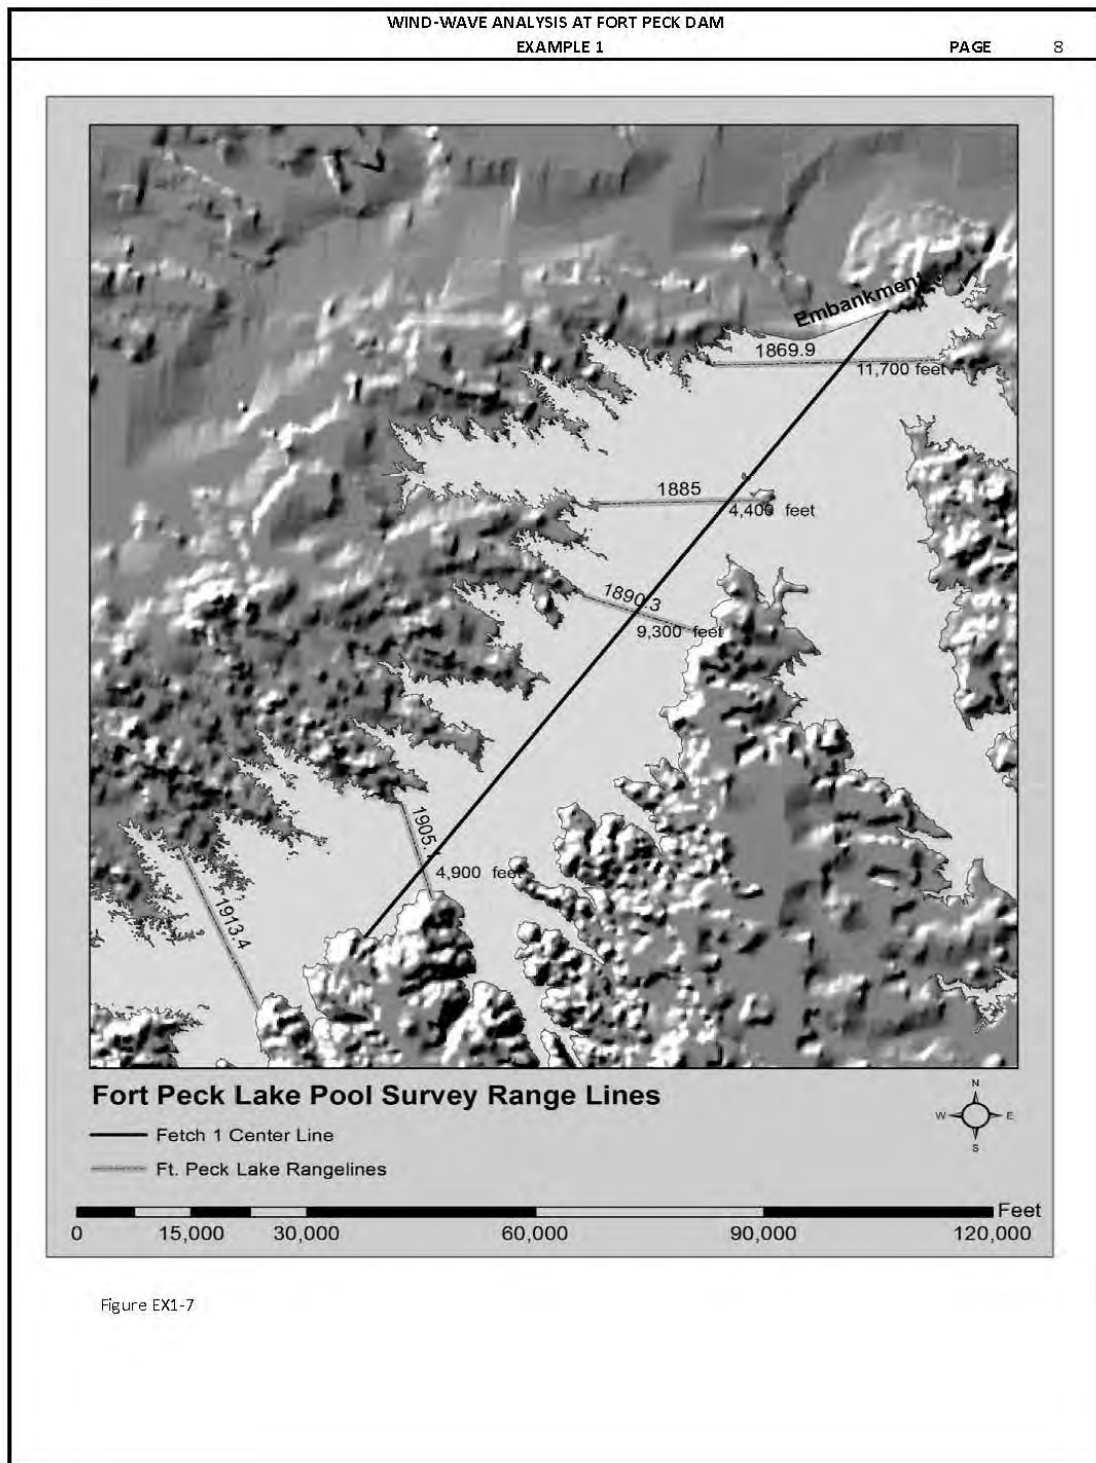 WIND-WAVE ANALYSIS AT FORT PECK DAM
EXAMPLE 1 PAGE 8
Embankment
1869.9
11,700 feet
1885
4,400 feet
1890.3
9,300 feet
1905.
4,900 feet
1913.4
Fort Peck Lake Pool Survey Range Lines
Fetch 1 Center Line
Ft. Peck Lake Rangelines
N
W E
S
Feet
0 15,000 30,000 60,000 90,000 120,000
Figure EX1-7